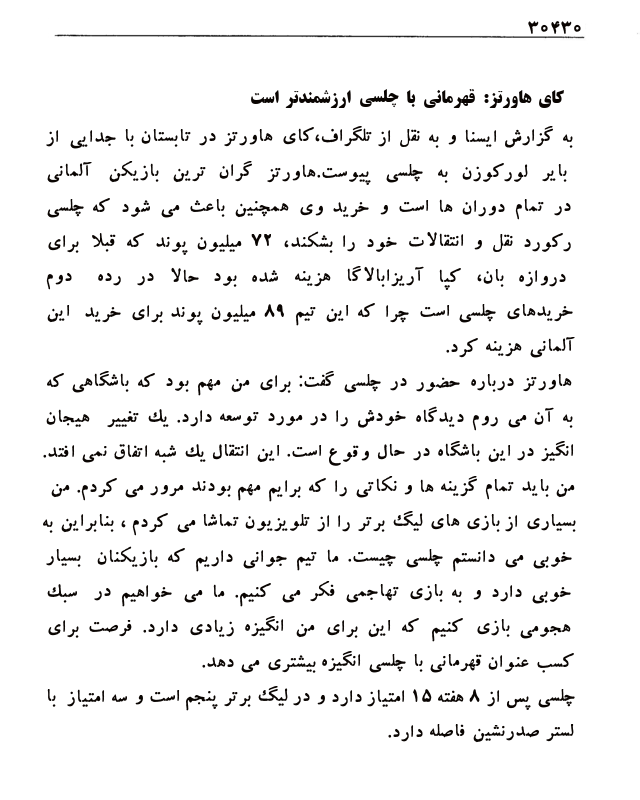 ۳۰۴۳۰
کای هاورتز: قهرمانی با چلسی ارزشمندتر است
به گزارش ایسنا و به نقل از تلگراف،کای هاورتز در تابستان با جدایی از
بایر لورکوزن به چلسی پیوست.هاورتز گران ترین بازیکن آلمانی
در تمام دوران ها است و خرید وی همچنین باعث می شود که چلسی
رکورد نقل و انتقالات خود را بشکند، ۷۲ میلیون پوند که قبلا برای
دروازه بان، کپا آریزابالاگا هزینه شده بود حالا در رده دوم
خریدهای چلسی است چرا که این تیم ۸۹ میلیون پوند برای خرید این
آلمانی هزینه کرد.
هاورتز درباره حضور در چلسی گفت: برای من مهم بود که باشگاهی که
به آن می روم دیدگاه خودش را در مورد توسعه دارد. یك تغییر هیجان
انگیز در این باشگاه در حال وقوع است. این انتقال یك شبه اتفاق نمی افتد.
من باید تمام گزینه ها و نکاتی را که برایم مهم بودند مرور می کردم. من
بسیاری از بازی های لیگ برتر را از تلویزیون تماشا می کردم ، بنابراین به
خوبی می دانستم چلسی چیست. ما تیم جوانی داریم که بازیکنان بسیار
خوبی دارد و به بازی تهاجمی فکر می کنیم. ما می خواهیم در سبك
هجومی بازی کنیم که این برای من انگیزه زیادی دارد. فرصت برای
کسب عنوان قهرمانی با چلسی انگیزه بیشتری می دهد.
چلسی پس از ۸ هفته ۱۵ امتیاز دارد و در لیگ برتر پنجم است و سه امتیاز با
لستر صدرنشین فاصله دارد.